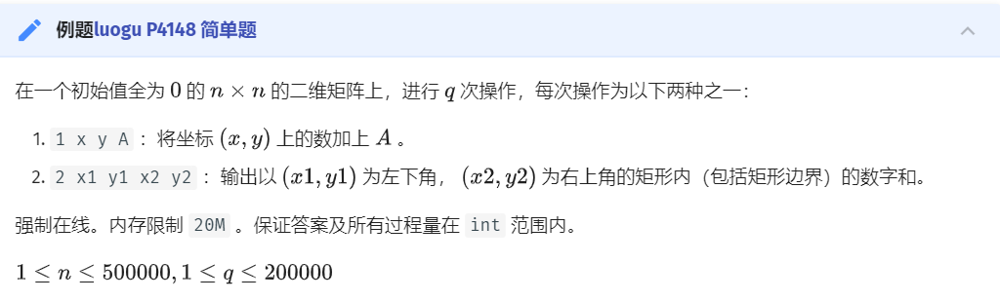 例题luogu P4148 简单题
在一个初始值全为 0 的 n × n 的二维矩阵上，进行 q 次操作，每次操作为以下两种之一：
1. 1 x y A ：将坐标 (x, y) 上的数加上 A 。
2. 2 x1 y1 x2 y2 ：输出以 (x1, y1) 为左下角， (x2, y2) 为右上角的矩形内（包括矩形边界）的数字和。
强制在线。内存限制 20M 。保证答案及所有过程量在 int 范围内。
1 ≤ n ≤ 500000, 1 ≤ q ≤ 200000